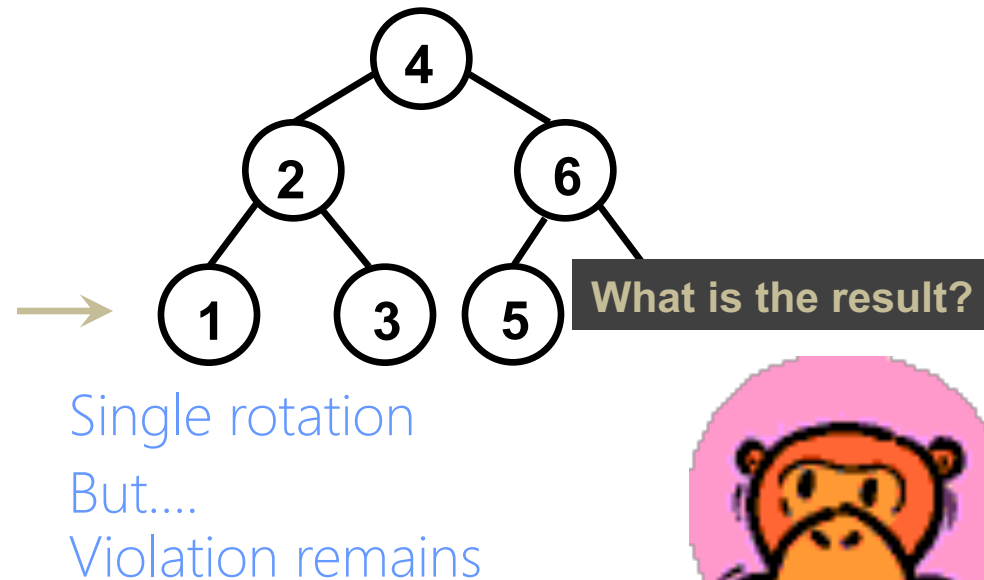 4
2 6
1 3 5
What is the result?
Single rotation
But....
Violation remains